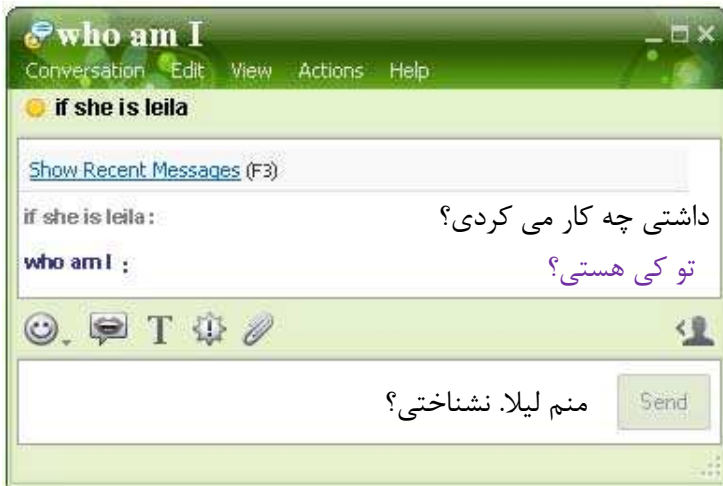 who am I
Conversation Edit View Actions Help
if she is leila
Show Recent Messages (F3)
if she is leila: داشتی چه کار می کردی؟
who am I : تو کی هستی؟
T
منم لیلا. نشناختی؟ Send